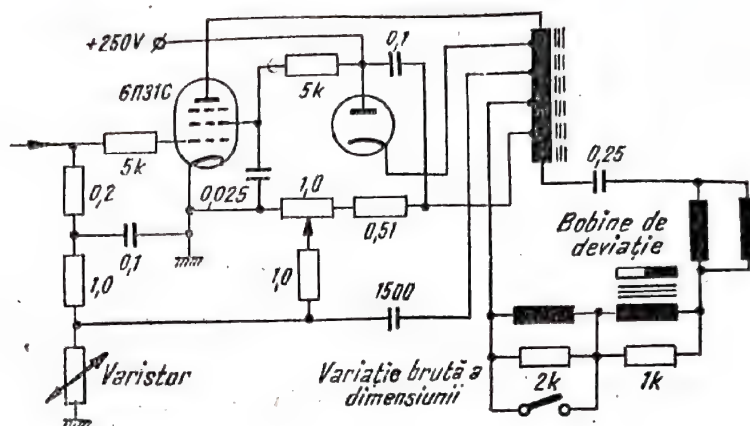 +250V
0,1
6П31С
5k
5k
0,2
0,025
1,0
0,51
0,25
Bobine de
deviație
0,1
1,0
1,0
1500
Varistor
Variație brută a
dimensiunii
2k
1k